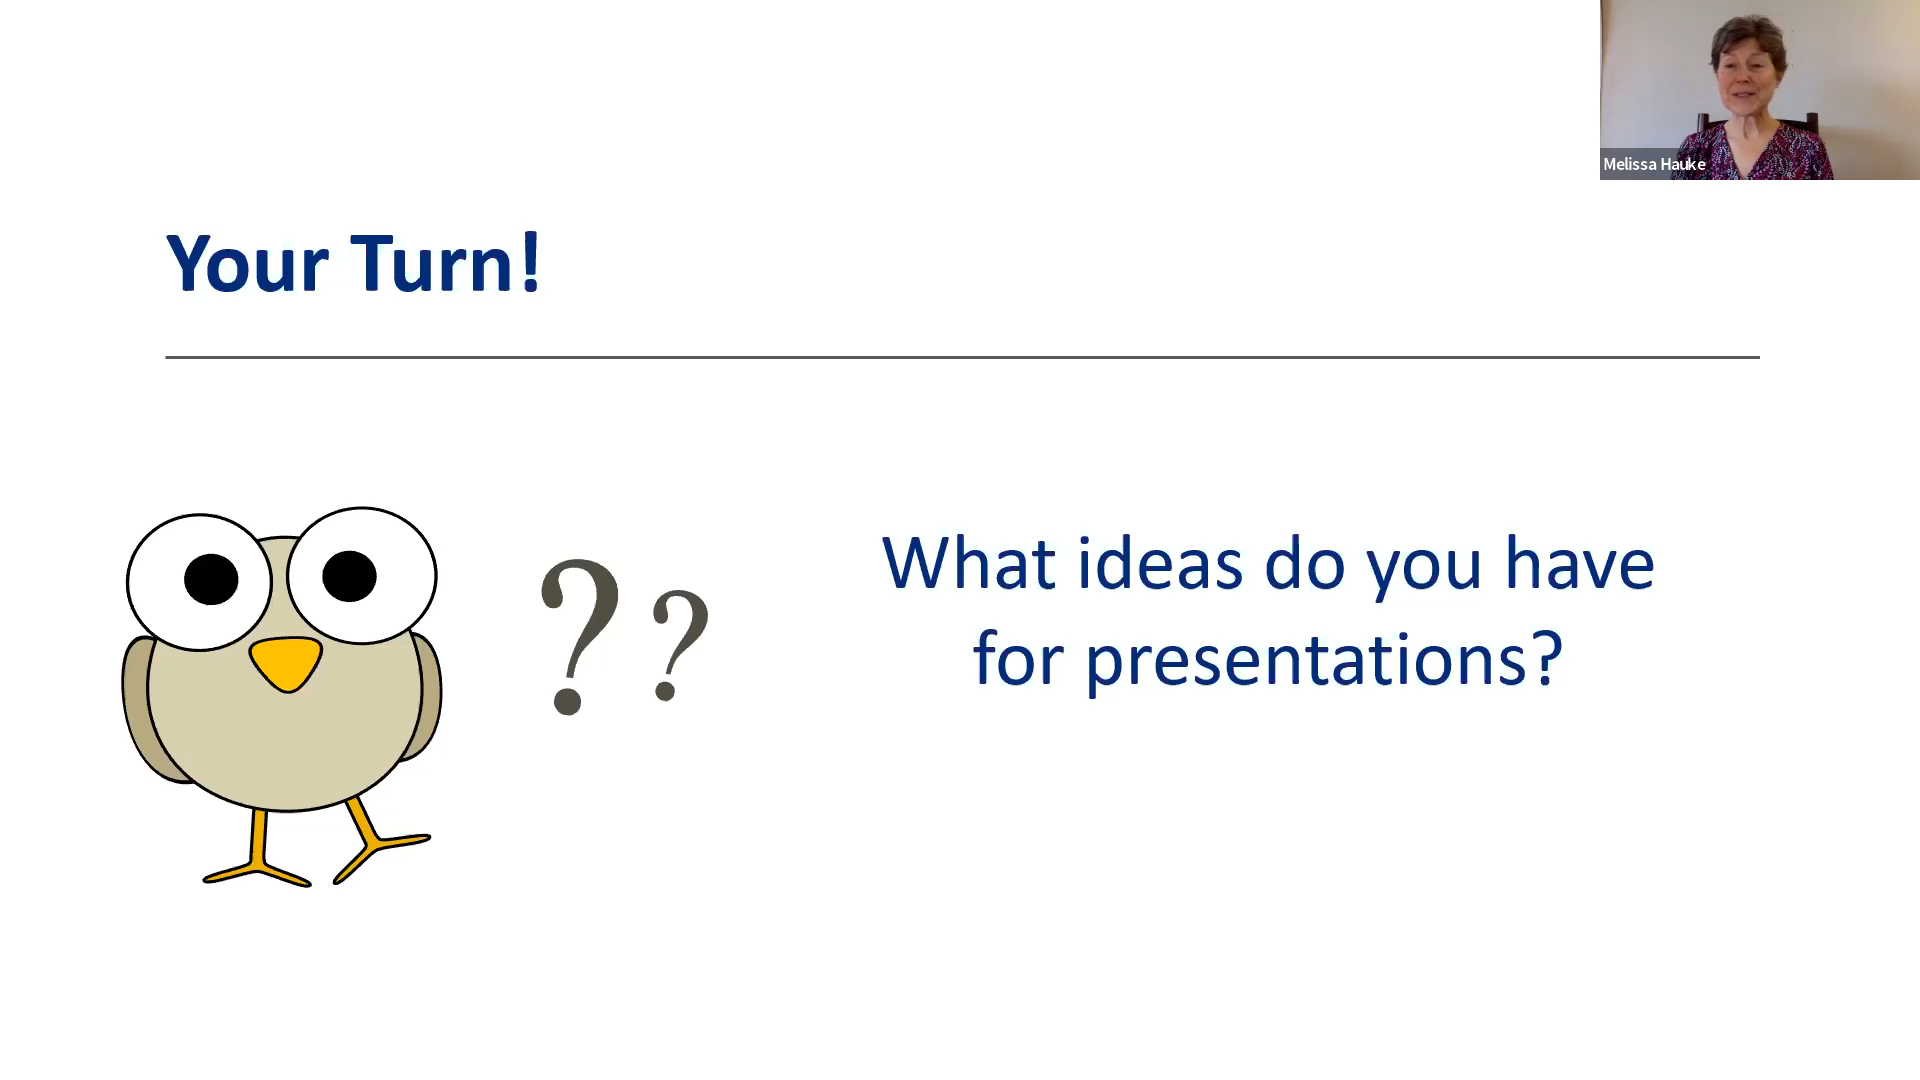 Melissa Hauke
Your Turn!
? ?
What ideas do you have
for presentations?